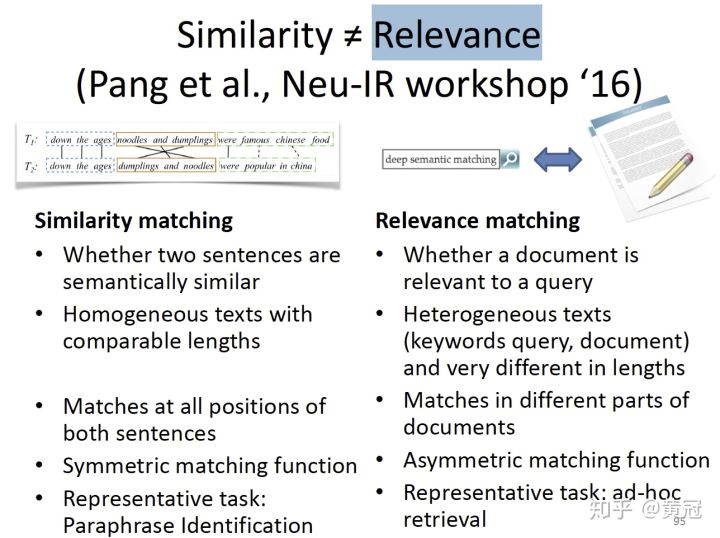 Similarity ≠ Relevance
(Pang et al., Neu-IR workshop ‘16)
T1: down the ages noodles and dumplings were famous chinese food
T2: down the ages dumplings and noodles were popular in china
deep semantic matching
Similarity matching
• Whether two sentences are
semantically similar
• Homogeneous texts with
comparable lengths
• Matches at all positions of
both sentences
• Symmetric matching function
• Representative task:
Paraphrase Identification
Relevance matching
• Whether a document is
relevant to a query
• Heterogeneous texts
(keywords query, document)
and very different in lengths
• Matches in different parts of
documents
• Asymmetric matching function
• Representative task: ad-hoc
retrieval
知乎 @黄冠
95